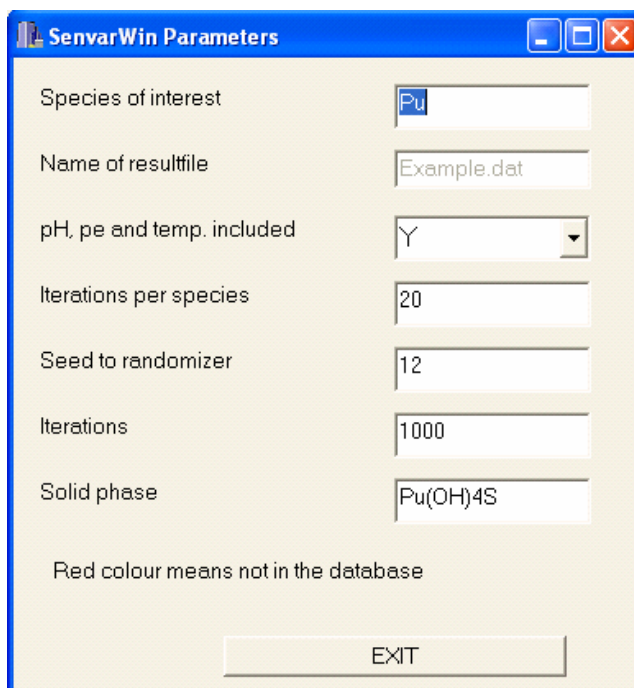 SenvarWin Parameters
Species of interest Pu
Name of resultfile Example.dat
pH, pe and temp. included Y
Iterations per species 20
Seed to randomizer 12
Iterations 1000
Solid phase Pu(OH)4S
Red colour means not in the database
EXIT